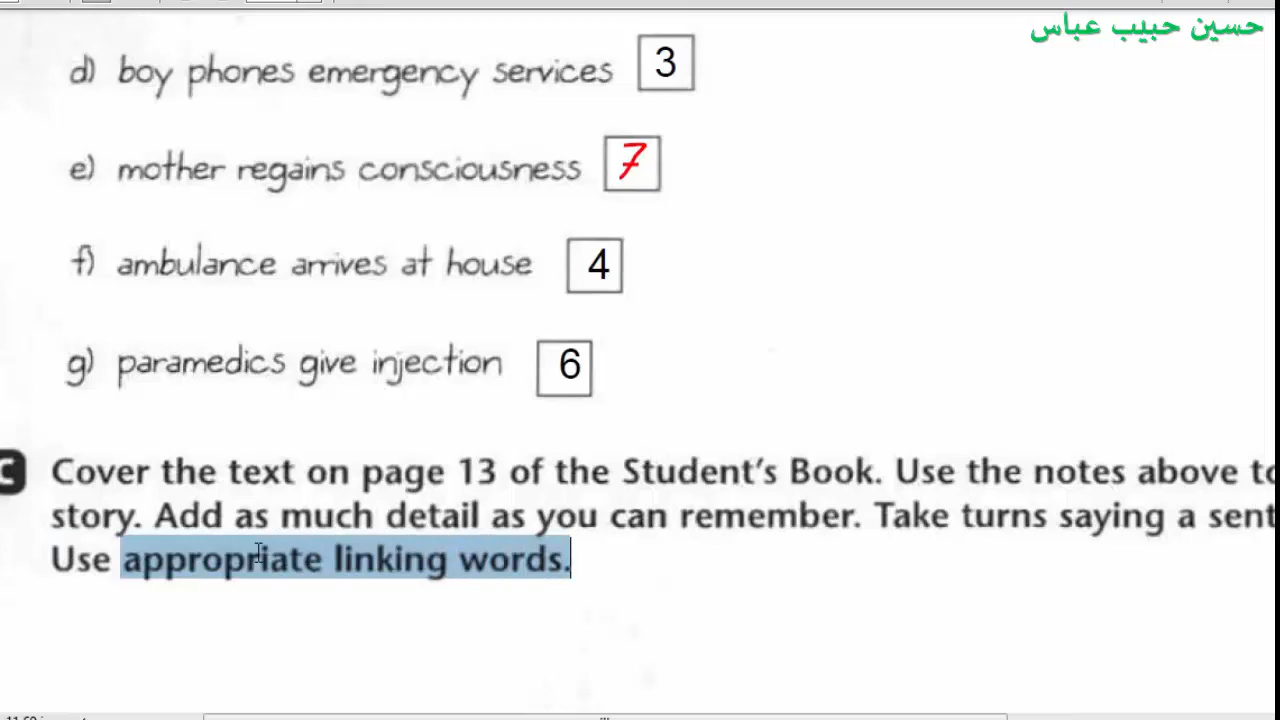 حسين حبيب عباس
d) boy phones emergency services 3
e) mother regains consciousness 7
f) ambulance arrives at house 4
g) paramedics give injection 6
C Cover the text on page 13 of the Student's Book. Use the notes above to
story. Add as much detail as you can remember. Take turns saying a sent
Use appropriate linking words.